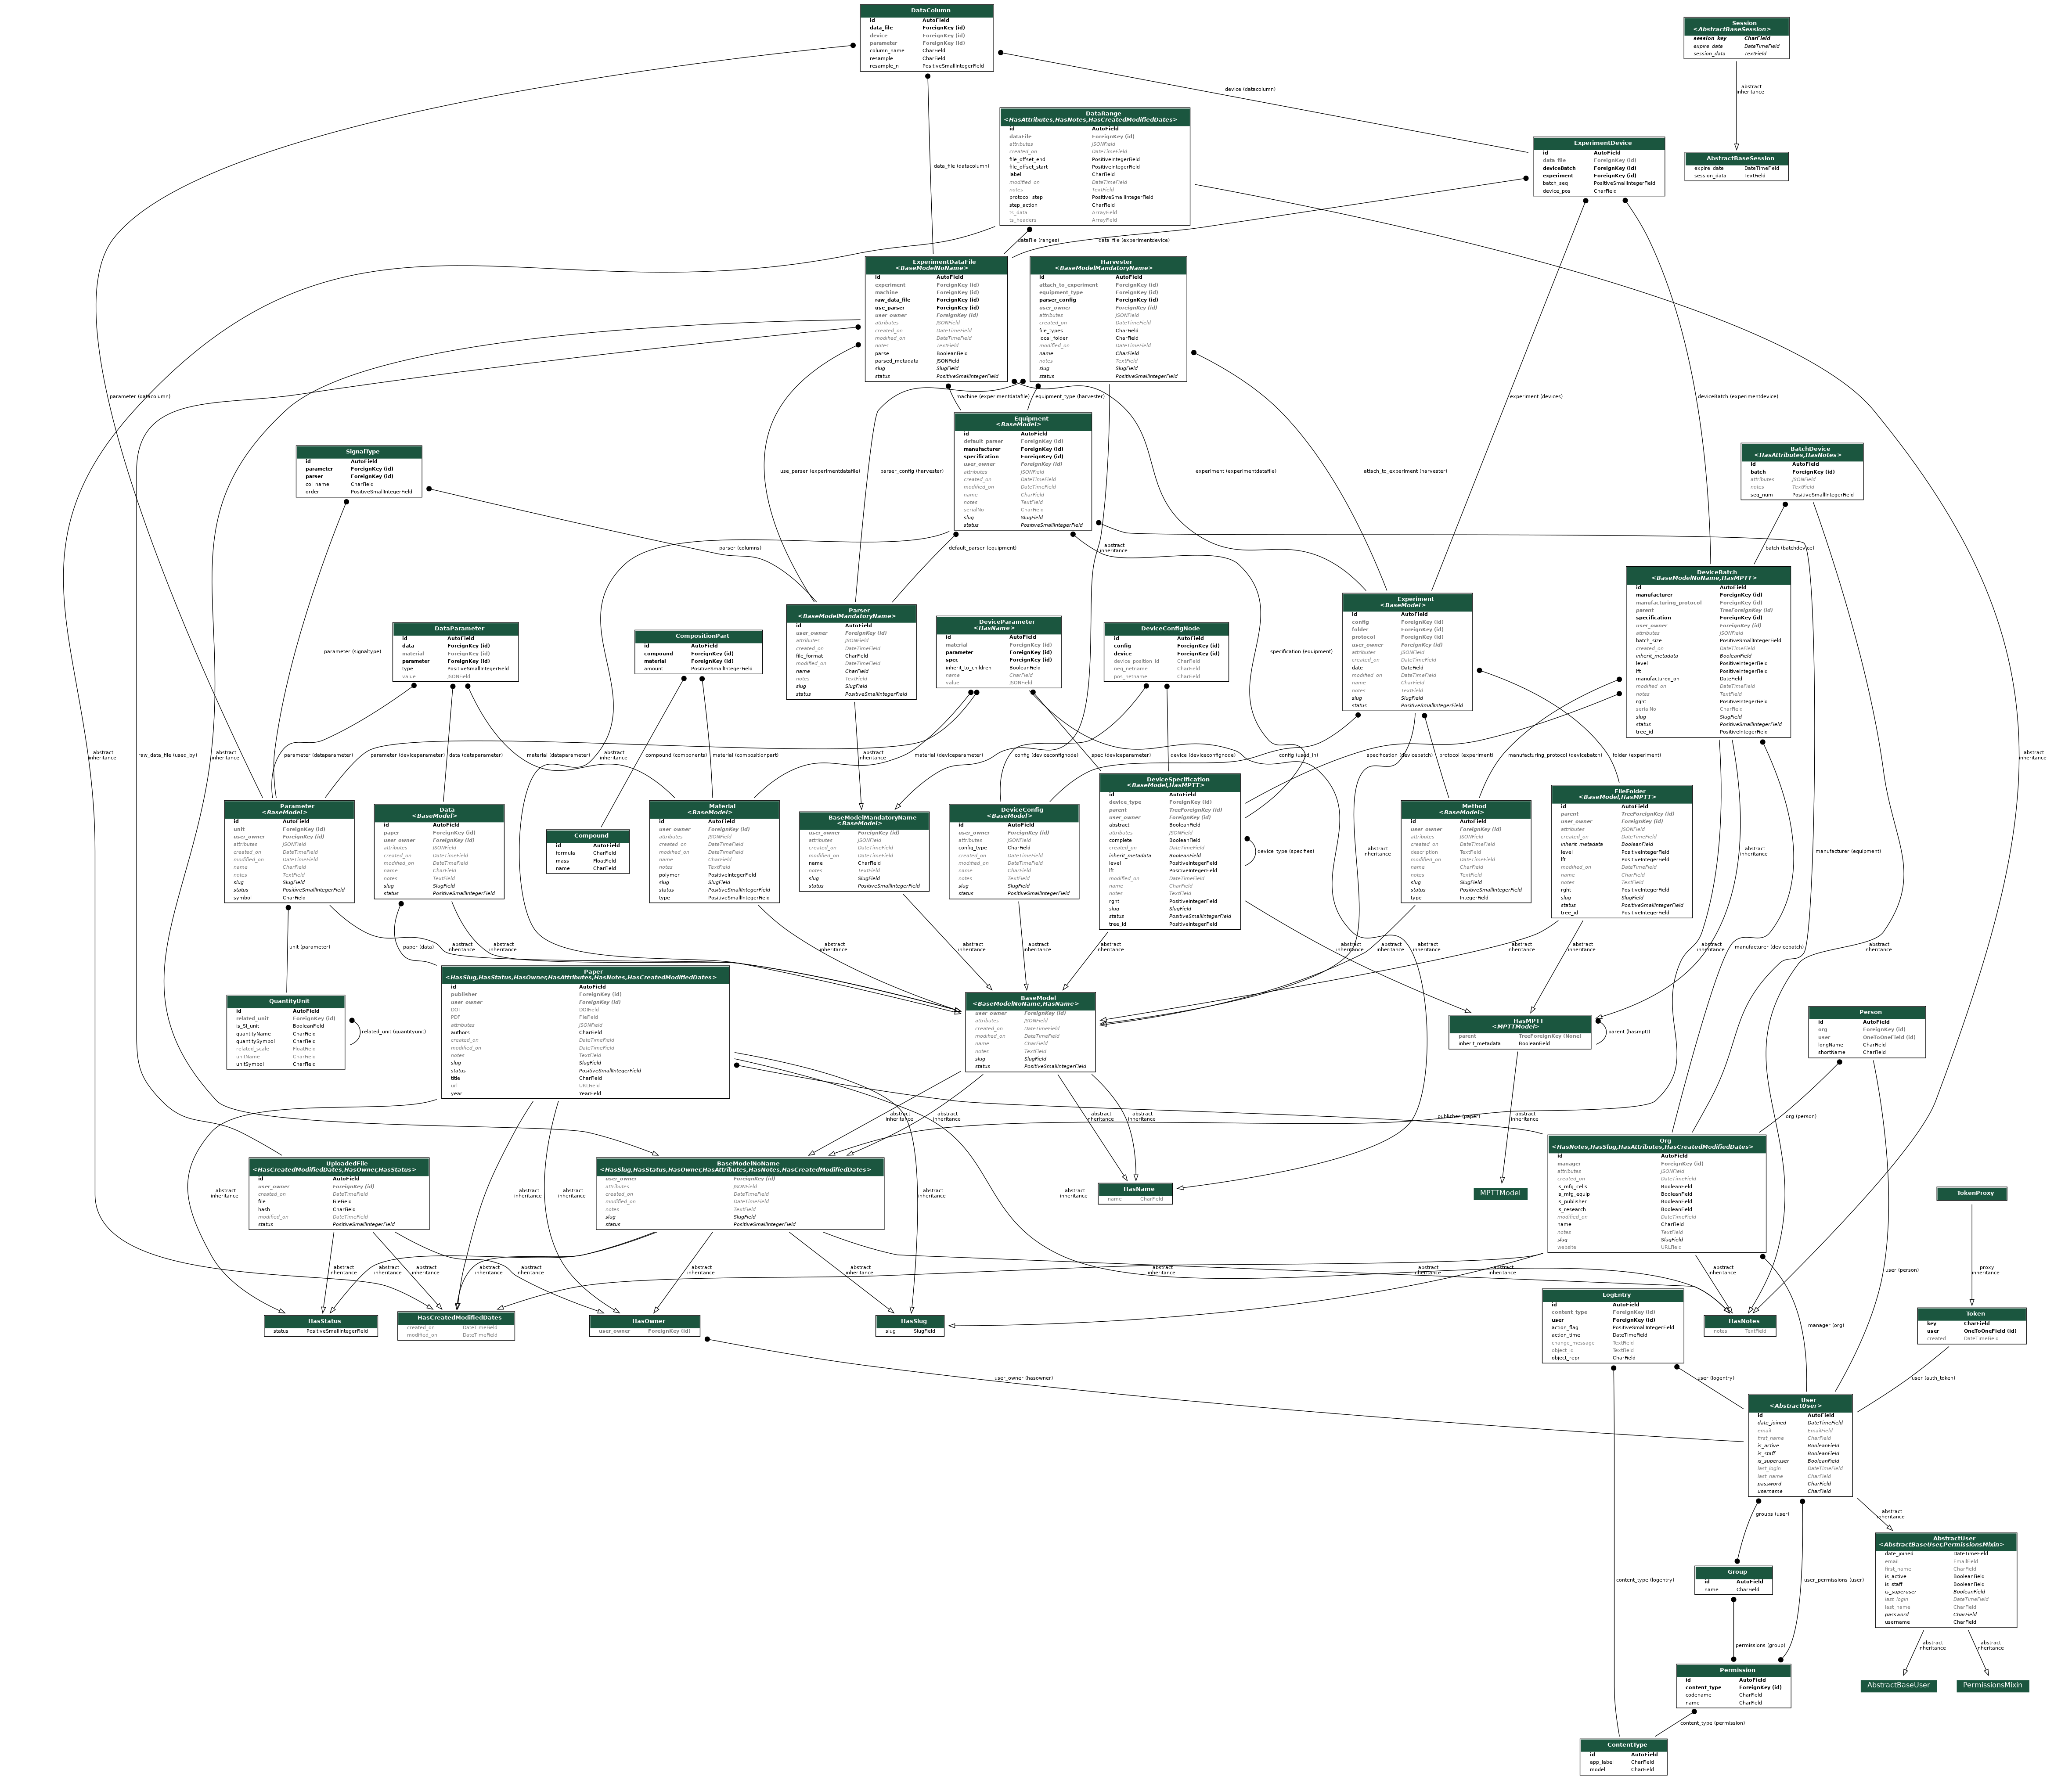 DataColumn
id AutoField
data_file ForeignKey (id)
device ForeignKey (id)
parameter ForeignKey (id)
column_name CharField
resample CharField
resample_n PositiveSmallIntegerField
Session
<AbstractBaseSession>
session_key CharField
expire_date DateTimeField
session_data TextField
device (datacolumn)
abstract
inheritance
DataRange
<HasAttributes,HasNotes,HasCreatedModifiedDates>
id AutoField
dataFile ForeignKey (id)
attributes JSONField
created_on DateTimeField
file_offset_end PositiveIntegerField
file_offset_start PositiveIntegerField
label CharField
modified_on DateTimeField
notes TextField
protocol_step PositiveSmallIntegerField
step_action CharField
ts_data ArrayField
ts_headers ArrayField
ExperimentDevice
id AutoField
data_file ForeignKey (id)
deviceBatch ForeignKey (id)
experiment ForeignKey (id)
batch_seq PositiveSmallIntegerField
device_pos CharField
AbstractBaseSession
expire_date DateTimeField
session_data TextField
data_file (datacolumn)
dataFile (ranges)
data_file (experimentdevice)
ExperimentDataFile
<BaseModelNoName>
id AutoField
experiment ForeignKey (id)
machine ForeignKey (id)
raw_data_file ForeignKey (id)
use_parser ForeignKey (id)
user_owner ForeignKey (id)
attributes JSONField
created_on DateTimeField
modified_on DateTimeField
notes TextField
parse BooleanField
parsed_metadata JSONField
slug SlugField
status PositiveSmallIntegerField
Harvester
<BaseModelMandatoryName>
id AutoField
attach_to_experiment ForeignKey (id)
equipment_type ForeignKey (id)
parser_config ForeignKey (id)
user_owner ForeignKey (id)
attributes JSONField
created_on DateTimeField
file_types CharField
local_folder CharField
modified_on DateTimeField
name CharField
notes TextField
slug SlugField
status PositiveSmallIntegerField
parameter (datacolumn)
machine (experimentdatafile)
equipment_type (harvester)
experiment (devices)
deviceBatch (experimentdevice)
Equipment
<BaseModel>
id AutoField
default_parser ForeignKey (id)
manufacturer ForeignKey (id)
specification ForeignKey (id)
user_owner ForeignKey (id)
attributes JSONField
created_on DateTimeField
modified_on DateTimeField
name CharField
notes TextField
serialNo CharField
slug SlugField
status PositiveSmallIntegerField
SignalType
id AutoField
parameter ForeignKey (id)
parser ForeignKey (id)
col_name CharField
order PositiveSmallIntegerField
BatchDevice
<HasAttributes,HasNotes>
id AutoField
batch ForeignKey (id)
attributes JSONField
notes TextField
seq_num PositiveSmallIntegerField
use_parser (experimentdatafile)
parser_config (harvester)
experiment (experimentdatafile)
attach_to_experiment (harvester)
parser (columns)
default_parser (equipment)
abstract
inheritance
batch (batchdevice)
DeviceBatch
<BaseModelNoName,HasMPTT>
id AutoField
manufacturer ForeignKey (id)
manufacturing_protocol ForeignKey (id)
parent TreeForeignKey (id)
specification ForeignKey (id)
user_owner ForeignKey (id)
attributes JSONField
batch_size PositiveSmallIntegerField
created_on DateTimeField
inherit_metadata BooleanField
level PositiveIntegerField
lft PositiveIntegerField
manufactured_on DateField
modified_on DateTimeField
notes TextField
rght PositiveIntegerField
serialNo CharField
slug SlugField
status PositiveSmallIntegerField
tree_id PositiveIntegerField
Experiment
<BaseModel>
id AutoField
config ForeignKey (id)
folder ForeignKey (id)
protocol ForeignKey (id)
user_owner ForeignKey (id)
attributes JSONField
created_on DateTimeField
date DateField
modified_on DateTimeField
name CharField
notes TextField
slug SlugField
status PositiveSmallIntegerField
Parser
<BaseModelMandatoryName>
id AutoField
user_owner ForeignKey (id)
attributes JSONField
created_on DateTimeField
file_format CharField
modified_on DateTimeField
name CharField
notes TextField
slug SlugField
status PositiveSmallIntegerField
DeviceParameter
<HasName>
id AutoField
material ForeignKey (id)
parameter ForeignKey (id)
spec ForeignKey (id)
inherit_to_children BooleanField
name CharField
value JSONField
DeviceConfigNode
id AutoField
config ForeignKey (id)
device ForeignKey (id)
device_position_id CharField
neg_netname CharField
pos_netname CharField
DataParameter
id AutoField
data ForeignKey (id)
material ForeignKey (id)
parameter ForeignKey (id)
type PositiveSmallIntegerField
value JSONField
CompositionPart
id AutoField
compound ForeignKey (id)
material ForeignKey (id)
amount PositiveSmallIntegerField
parameter (signaltype)
specification (equipment)
abstract
inheritance
raw_data_file (used_by)
abstract
inheritance
parameter (dataparameter)
parameter (deviceparameter)
data (dataparameter)
material (dataparameter)
abstract
inheritance
compound (components)
material (compositionpart)
abstract
inheritance
material (deviceparameter)
config (deviceconfignode)
spec (deviceparameter)
device (deviceconfignode)
config (used_in)
specification (devicebatch)
protocol (experiment)
manufacturing_protocol (devicebatch)
folder (experiment)
abstract
inheritance
Parameter
<BaseModel>
id AutoField
unit ForeignKey (id)
user_owner ForeignKey (id)
attributes JSONField
created_on DateTimeField
modified_on DateTimeField
name CharField
notes TextField
slug SlugField
status PositiveSmallIntegerField
symbol CharField
Data
<BaseModel>
id AutoField
paper ForeignKey (id)
user_owner ForeignKey (id)
attributes JSONField
created_on DateTimeField
modified_on DateTimeField
name CharField
notes TextField
slug SlugField
status PositiveSmallIntegerField
Compound
id AutoField
formula CharField
mass FloatField
name CharField
Material
<BaseModel>
id AutoField
user_owner ForeignKey (id)
attributes JSONField
created_on DateTimeField
modified_on DateTimeField
name CharField
notes TextField
polymer PositiveIntegerField
slug SlugField
status PositiveSmallIntegerField
type PositiveSmallIntegerField
BaseModelMandatoryName
<BaseModel>
user_owner ForeignKey (id)
attributes JSONField
created_on DateTimeField
modified_on DateTimeField
name CharField
notes TextField
slug SlugField
status PositiveSmallIntegerField
DeviceConfig
<BaseModel>
id AutoField
user_owner ForeignKey (id)
attributes JSONField
config_type CharField
created_on DateTimeField
modified_on DateTimeField
name CharField
notes TextField
slug SlugField
status PositiveSmallIntegerField
DeviceSpecification
<BaseModel,HasMPTT>
id AutoField
device_type ForeignKey (id)
parent TreeForeignKey (id)
user_owner ForeignKey (id)
abstract BooleanField
attributes JSONField
complete BooleanField
created_on DateTimeField
inherit_metadata BooleanField
level PositiveIntegerField
lft PositiveIntegerField
modified_on DateTimeField
name CharField
notes TextField
rght PositiveIntegerField
slug SlugField
status PositiveSmallIntegerField
tree_id PositiveIntegerField
device_type (specifies)
abstract
inheritance
Method
<BaseModel>
id AutoField
user_owner ForeignKey (id)
attributes JSONField
created_on DateTimeField
description TextField
modified_on DateTimeField
name CharField
notes TextField
slug SlugField
status PositiveSmallIntegerField
type IntegerField
FileFolder
<BaseModel,HasMPTT>
id AutoField
parent TreeForeignKey (id)
user_owner ForeignKey (id)
attributes JSONField
created_on DateTimeField
inherit_metadata BooleanField
level PositiveIntegerField
lft PositiveIntegerField
modified_on DateTimeField
name CharField
notes TextField
rght PositiveIntegerField
slug SlugField
status PositiveSmallIntegerField
tree_id PositiveIntegerField
abstract
inheritance
manufacturer (equipment)
unit (parameter)
paper (data)
abstract
inheritance
abstract
inheritance
abstract
inheritance
abstract
inheritance
abstract
inheritance
abstract
inheritance
abstract
inheritance
abstract
inheritance
abstract
inheritance
abstract
inheritance
abstract
inheritance
abstract
inheritance
manufacturer (devicebatch)
abstract
inheritance
Paper
<HasSlug,HasStatus,HasOwner,HasAttributes,HasNotes,HasCreatedModifiedDates>
id AutoField
publisher ForeignKey (id)
user_owner ForeignKey (id)
DOI DOIField
PDF FileField
attributes JSONField
authors CharField
created_on DateTimeField
modified_on DateTimeField
notes TextField
slug SlugField
status PositiveSmallIntegerField
title CharField
url URLField
year YearField
QuantityUnit
id AutoField
related_unit ForeignKey (id)
is_SI_unit BooleanField
quantityName CharField
quantitySymbol CharField
related_scale FloatField
unitName CharField
unitSymbol CharField
related_unit (quantityunit)
BaseModel
<BaseModelNoName,HasName>
user_owner ForeignKey (id)
attributes JSONField
created_on DateTimeField
modified_on DateTimeField
name CharField
notes TextField
slug SlugField
status PositiveSmallIntegerField
HasMPTT
<MPTTModel>
parent TreeForeignKey (None)
inherit_metadata BooleanField
parent (hasmptt)
Person
id AutoField
org ForeignKey (id)
user OneToOneField (id)
longName CharField
shortName CharField
abstract
inheritance
abstract
inheritance
abstract
inheritance
abstract
inheritance
publisher (paper)
abstract
inheritance
org (person)
UploadedFile
<HasCreatedModifiedDates,HasOwner,HasStatus>
id AutoField
user_owner ForeignKey (id)
created_on DateTimeField
file FileField
hash CharField
modified_on DateTimeField
status PositiveSmallIntegerField
BaseModelNoName
<HasSlug,HasStatus,HasOwner,HasAttributes,HasNotes,HasCreatedModifiedDates>
user_owner ForeignKey (id)
attributes JSONField
created_on DateTimeField
modified_on DateTimeField
notes TextField
slug SlugField
status PositiveSmallIntegerField
abstract
inheritance
abstract
inheritance
abstract
inheritance
abstract
inheritance
abstract
inheritance
HasName
name CharField
MPTTModel
Org
<HasNotes,HasSlug,HasAttributes,HasCreatedModifiedDates>
id AutoField
manager ForeignKey (id)
attributes JSONField
created_on DateTimeField
is_mfg_cells BooleanField
is_mfg_equip BooleanField
is_publisher BooleanField
is_research BooleanField
modified_on DateTimeField
name CharField
notes TextField
slug SlugField
website URLField
TokenProxy
abstract
inheritance
abstract
inheritance
abstract
inheritance
abstract
inheritance
abstract
inheritance
abstract
inheritance
abstract
inheritance
abstract
inheritance
abstract
inheritance
abstract
inheritance
abstract
inheritance
user (person)
proxy
inheritance
HasStatus
status PositiveSmallIntegerField
HasCreatedModifiedDates
created_on DateTimeField
modified_on DateTimeField
HasOwner
user_owner ForeignKey (id)
HasSlug
slug SlugField
LogEntry
id AutoField
content_type ForeignKey (id)
user ForeignKey (id)
action_flag PositiveSmallIntegerField
action_time DateTimeField
change_message TextField
object_id TextField
object_repr CharField
HasNotes
notes TextField
manager (org)
Token
key CharField
user OneToOneField (id)
created DateTimeField
user_owner (hasowner)
user (logentry)
user (auth_token)
User
<AbstractUser>
id AutoField
date_joined DateTimeField
email EmailField
first_name CharField
is_active BooleanField
is_staff BooleanField
is_superuser BooleanField
last_login DateTimeField
last_name CharField
password CharField
username CharField
groups (user)
abstract
inheritance
AbstractUser
<AbstractBaseUser,PermissionsMixin>
date_joined DateTimeField
email EmailField
first_name CharField
is_active BooleanField
is_staff BooleanField
is_superuser BooleanField
last_login DateTimeField
last_name CharField
password CharField
username CharField
content_type (logentry)
Group
id AutoField
name CharField
user_permissions (user)
permissions (group)
abstract
inheritance
abstract
inheritance
Permission
id AutoField
content_type ForeignKey (id)
codename CharField
name CharField
AbstractBaseUser
PermissionsMixin
content_type (permission)
ContentType
id AutoField
app_label CharField
model CharField